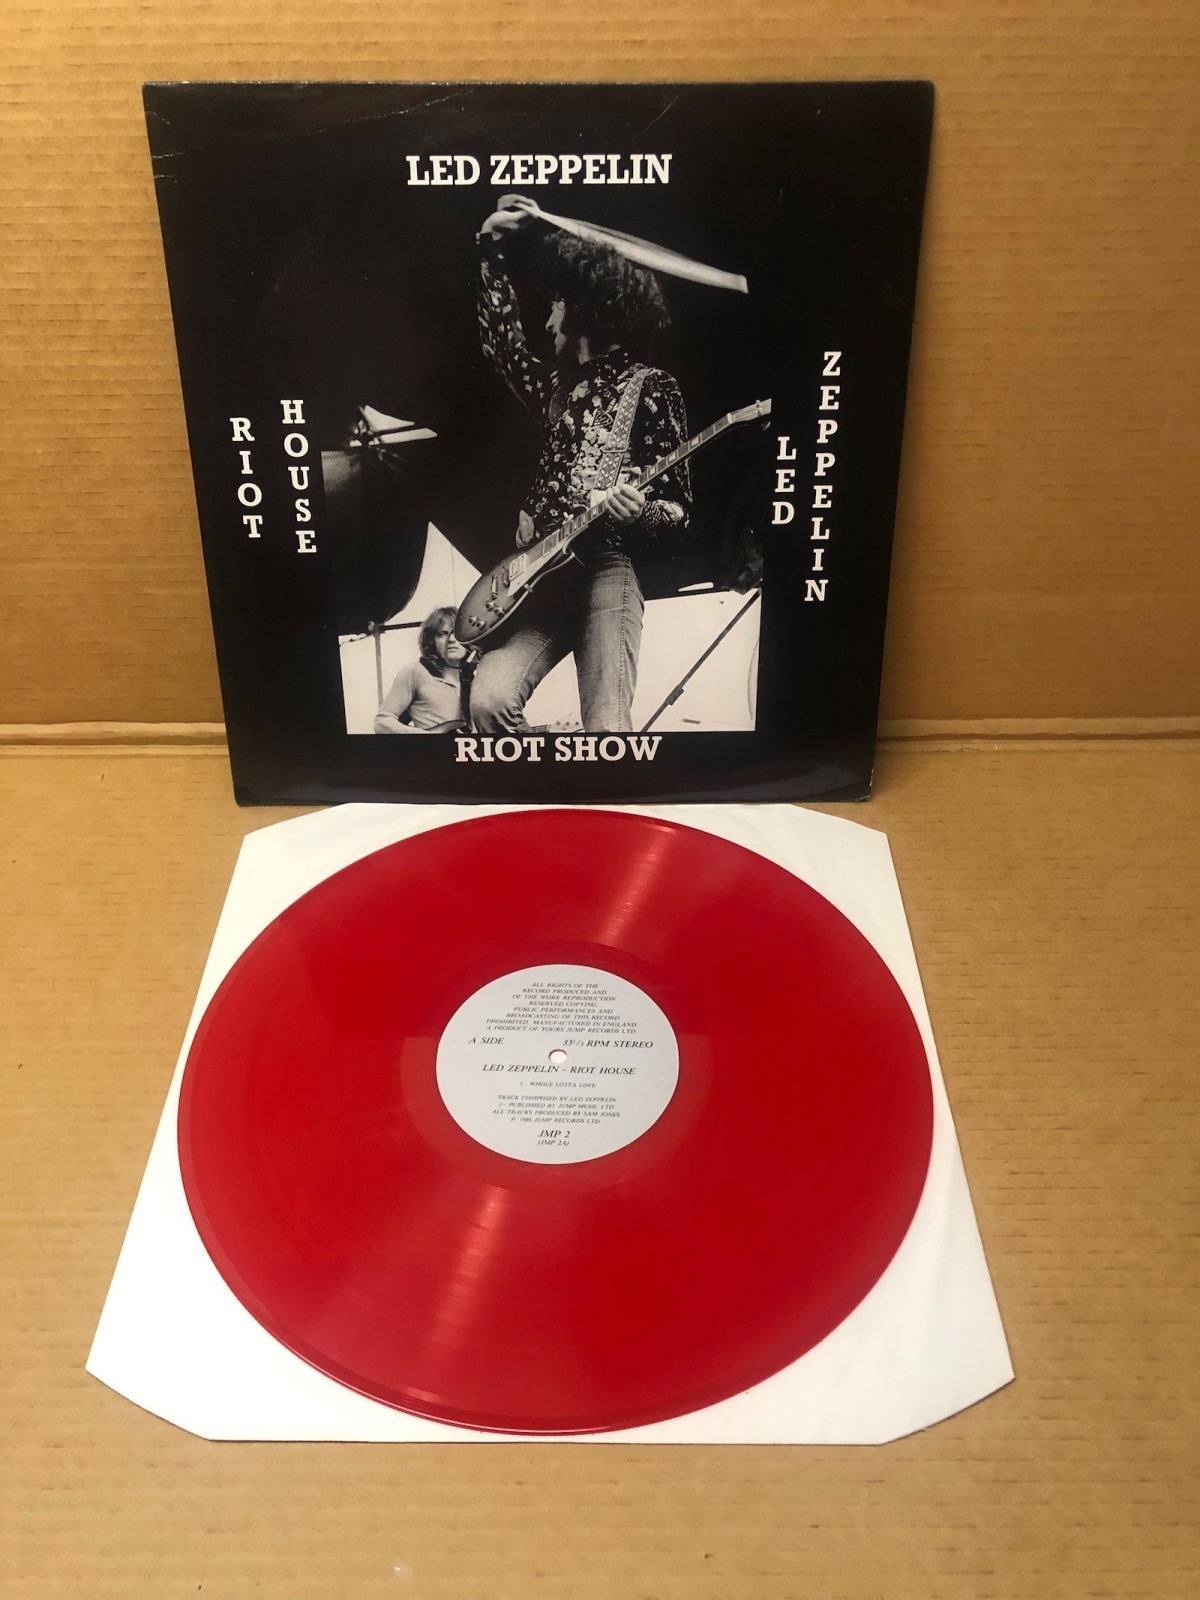 LED ZEPPELIN
RIOT
HOUSE
LED
ZEPPELIN
RIOT SHOW
ALL RIGHTS OF THE
RECORD PRODUCED AND
OF THE WORK REPRODUCTION
RESERVED COPYING.
PUBLIC PERFORMANCES AND
BROADCASTING OF THIS RECORD
PROHIBITED. MANUFACTURED IN ENGLAND.
A PRODUCT OF YOURS JUMP RECORDS LTD.
A SIDE 33¹/₃ RPM STEREO
LED ZEPPELIN - RIOT HOUSE
1 - WHOLE LOTTA LOVE
TRACK COMPOSED BY LED ZEPPELIN
1 - PUBLISHED BY JUMP MUSIC LTD
ALL TRACKS PRODUCED BY SAM JONES
P. 1986 JUMP RECORDS LTD
JMP 2
(JMP 2A)